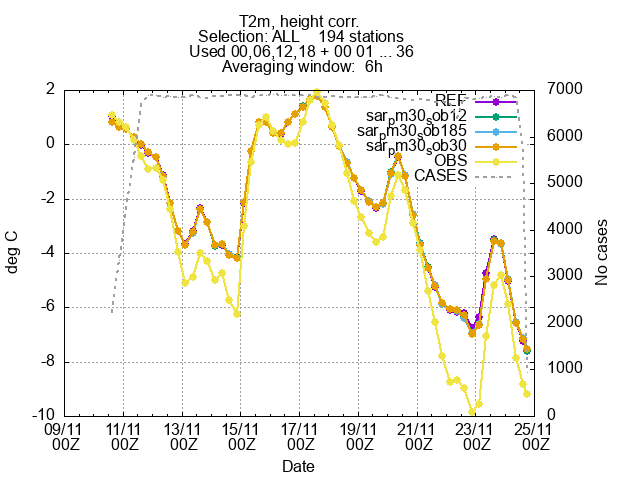 T2m, height corr.
Selection: ALL 194 stations
Used 00,06,12,18 + 00 01 ... 36
Averaging window: 6h
REF
sarpm30sob12
sarpm30sob185
sarpm30sob30
OBS
CASES
2
0
-2
-4
-6
-8
-10
deg C
7000
6000
5000
4000
3000
2000
1000
0
No cases
09/11 11/11 13/11 15/11 17/11 19/11 21/11 23/11 25/11
00Z 00Z 00Z 00Z 00Z 00Z 00Z 00Z 00Z
Date